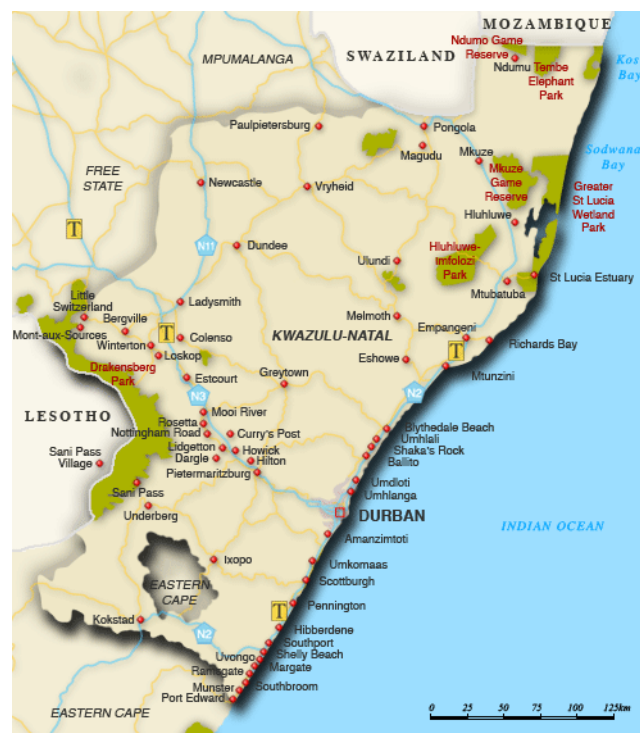 MOZAMBIQUE
SWAZILAND
MPUMALANGA
Ndumo Game
Reserve
Ndumu
Tembe
Elephant
Park
Kos
Bay
Paulpietersburg
Pongola
Magudu
Mkuze
Sodwana
Bay
FREE
STATE
Newcastle
Vryheid
Mkuze
Game
Reserve
Greater
St Lucia
Wetland
Park
Hluhluwe
T
N11
Dundee
Ulundi
Hluhluwe-
Imfolozi
Park
St Lucia Estuary
Mtubatuba
Little
Switzerland
Ladysmith
Bergville
Mont-aux-Sources
T
Melmoth
Winterton
Colenso
KWAZULU-NATAL
Empangeni
Loskop
Richards Bay
Eshowe
T
Drakensberg
Park
Estcourt
Greytown
Mtunzini
N3
N2
LESOTHO
Mooi River
Rosetta
Nottingham Road
Curry's Post
Blythedale Beach
Umhlali
Lidgetton
Howick
Shaka's Rock
Sani Pass
Village
Dargle
Hilton
Ballito
Pietermaritzburg
Umdloti
Sani Pass
Umhlanga
Underberg
DURBAN
INDIAN OCEAN
Amanzimtoti
Ixopo
Umkomaas
EASTERN
CAPE
Scottburgh
T
Pennington
Kokstad
N2
Hibberdene
Southport
Uvongo
Shelly Beach
Ramsgate
Margate
Munster
Southbroom
Port Edward
EASTERN CAPE
0 25 50 75 100 125km